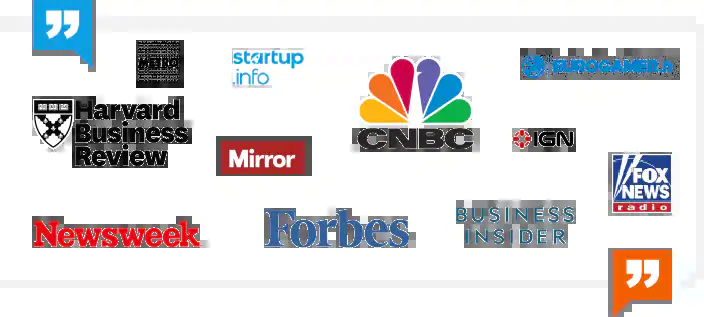 startup
.info
CNBC
EUROGAMER.
IGN
Harvard
Business
Review
Mirror
FOX
NEWS
radio
Newsweek
Forbes
BUSINESS
INSIDER